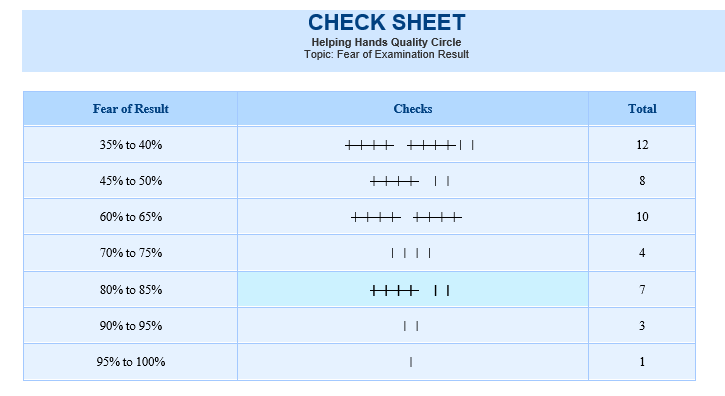 CHECK SHEET
Helping Hands Quality Circle
Topic: Fear of Examination Result
Fear of Result Checks Total
35% to 40% ++++ ++++| | 12
45% to 50% ++++ | | 8
60% to 65% ++++ ++++ 10
70% to 75% | | | | 4
80% to 85% ++++ | | 7
90% to 95% | | 3
95% to 100% | 1